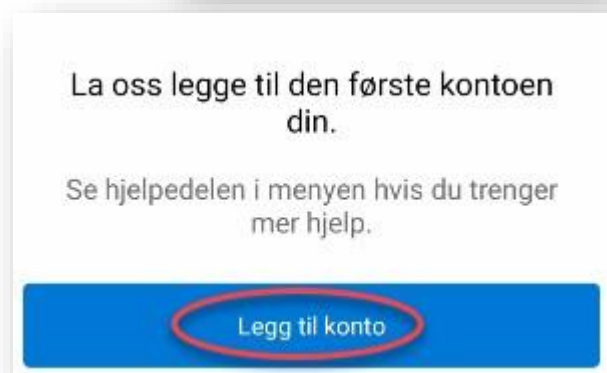 La oss legge til den første kontoen
din.
Se hjelpedelen i menyen hvis du trenger
mer hjelp.
Legg til konto